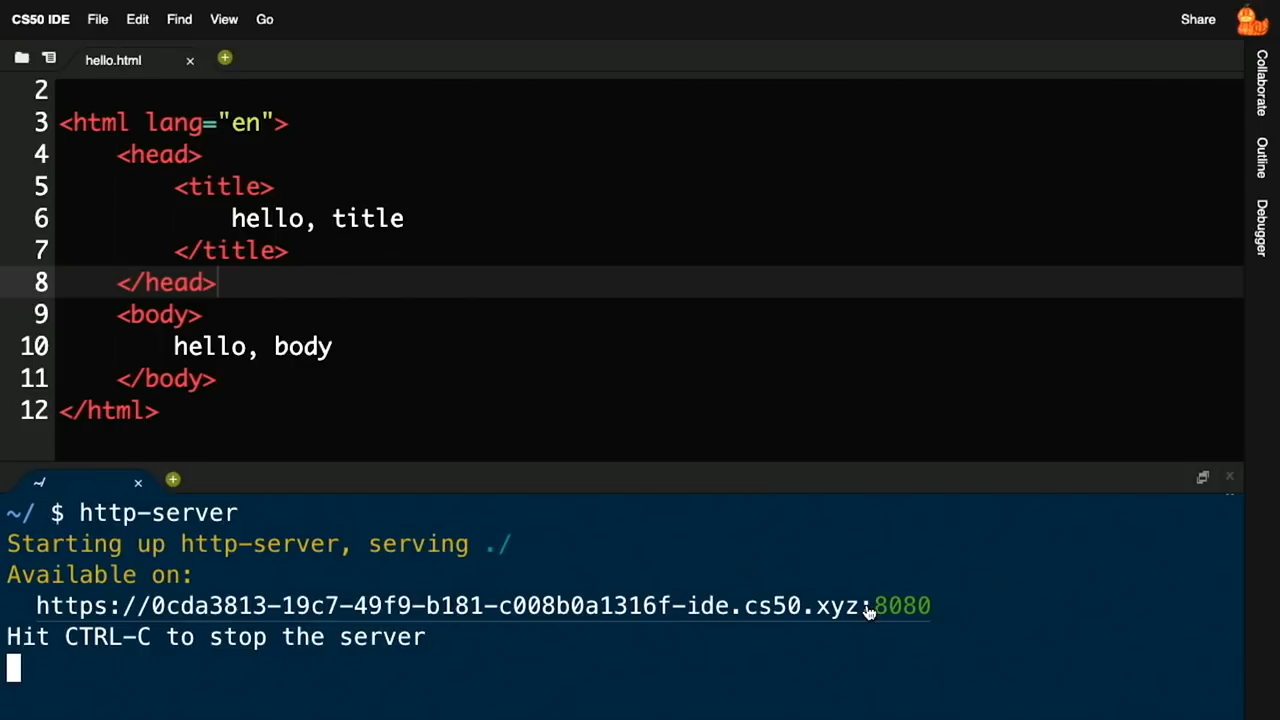 CS50 IDE File Edit Find View Go Share
hello.html
Collaborate
Outline
Debugger
2
3 <html lang="en">
4     <head>
5         <title>
6             hello, title
7         </title>
8     </head>
9     <body>
10         hello, body
11     </body>
12 </html>
~/
~/ $ http-server
Starting up http-server, serving ./
Available on:
  https://0cda3813-19c7-49f9-b181-c008b0a1316f-ide.cs50.xyz:8080
Hit CTRL-C to stop the server